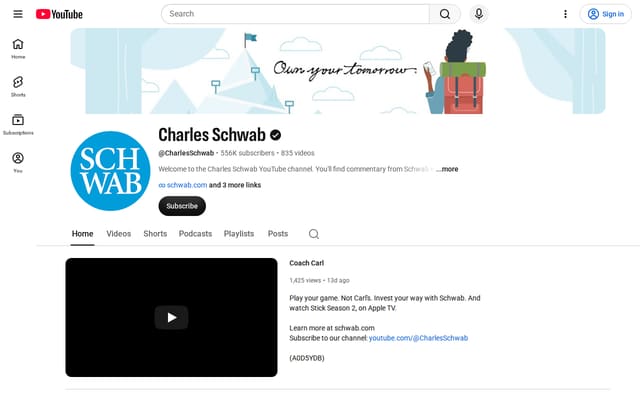 YouTube
Search
Sign in
Home
Shorts
Subscriptions
You
Own your tomorrow.
SCH
WAB
Charles Schwab
@CharlesSchwab • 556K subscribers • 835 videos
Welcome to the Charles Schwab YouTube channel. You'll find commentary from Schwab ...more
schwab.com and 3 more links
Subscribe
Home Videos Shorts Podcasts Playlists Posts
Coach Carl
1,425 views • 13d ago
Play your game. Not Carl's. Invest your way with Schwab. And
watch Stick Season 2, on Apple TV.
Learn more at schwab.com
Subscribe to our channel: youtube.com/@CharlesSchwab
(A0D5YDB)